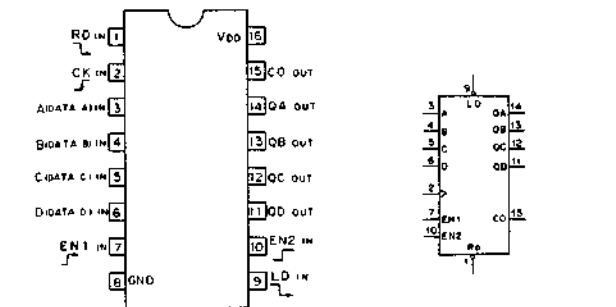 RD IN 1
CK IN 2
A(DATA A) IN 3
B(DATA B) IN 4
C(DATA C) IN 5
D(DATA D) IN 6
EN1 IN 7
8 GND
VDD 16
15 CO OUT
14 QA OUT
13 QB OUT
12 QC OUT
11 QD OUT
10 EN2 IN
9 LD IN
9
LD
3 A QA 14
4 B QB 13
5 C QC 12
6 D QD 11
2
7 EN1 CO 15
10 EN2
RD
1